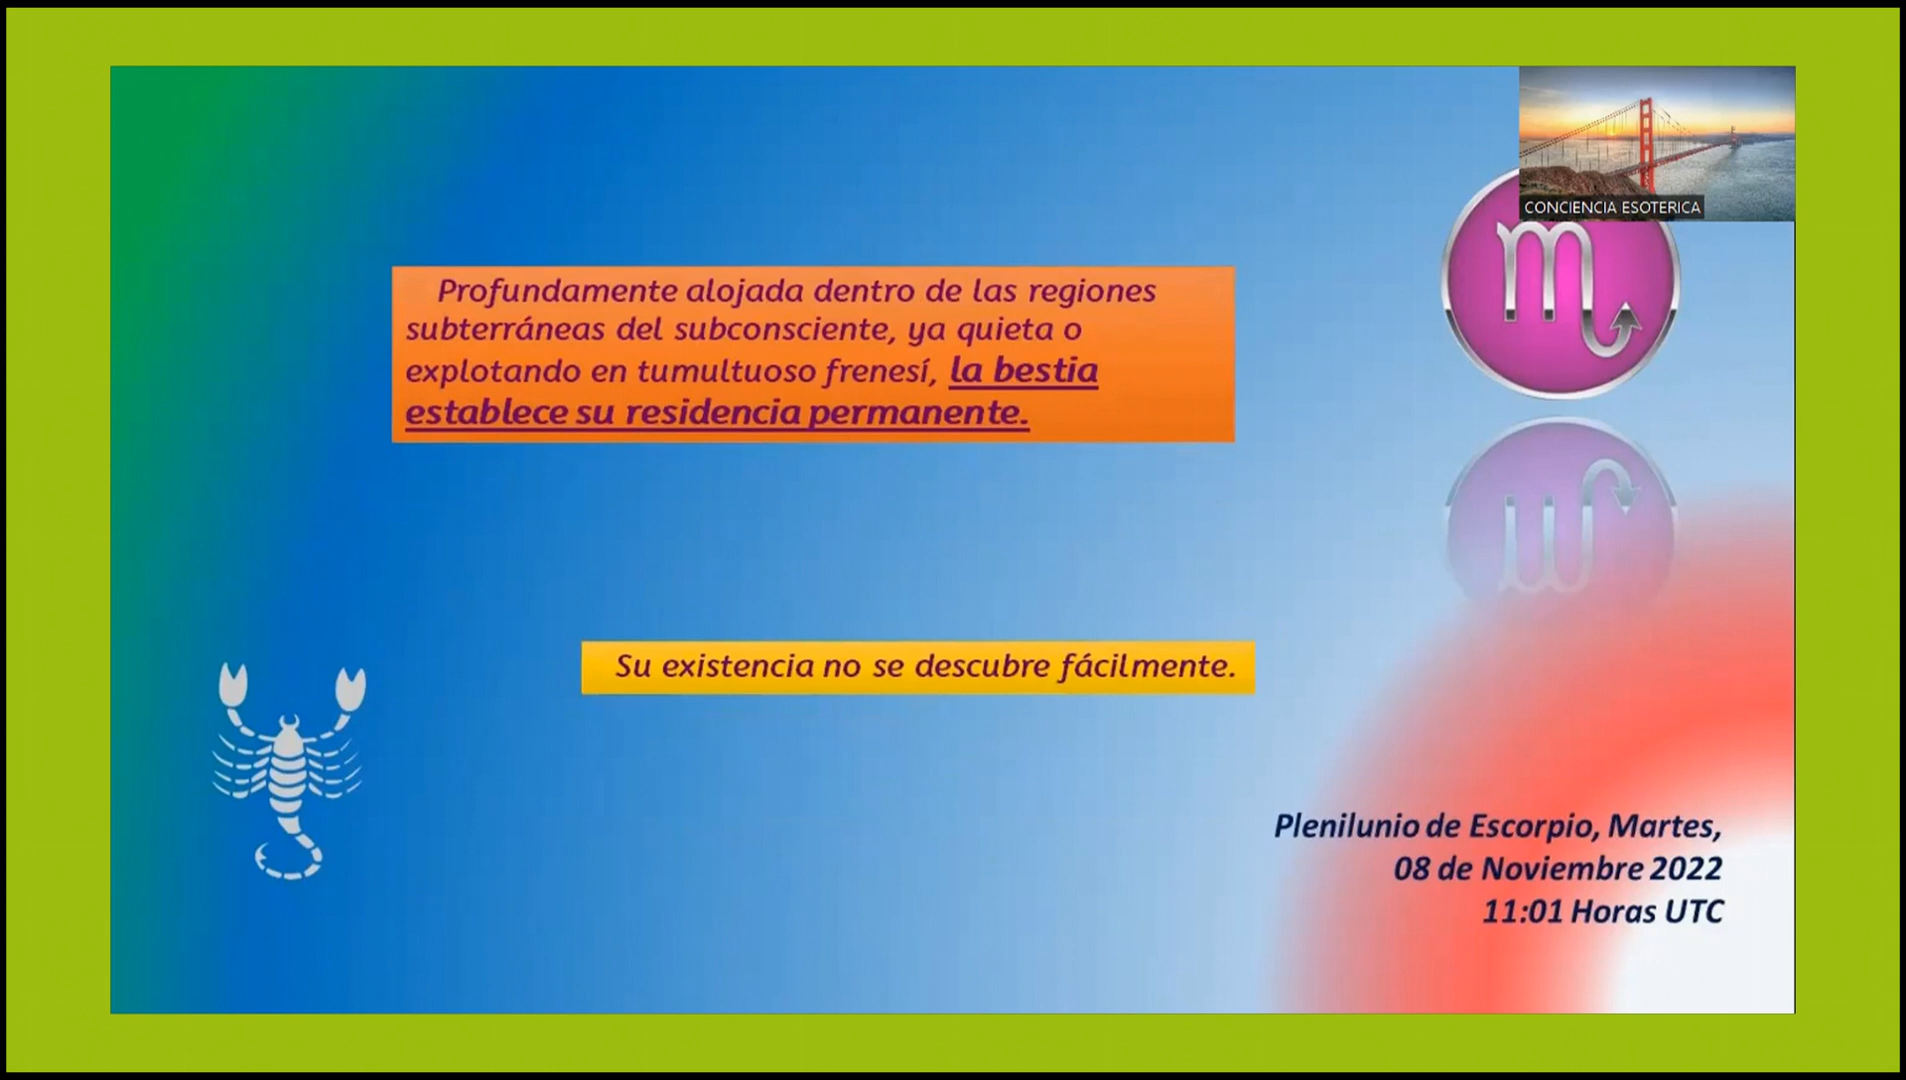 CONCIENCIA ESOTERICA
Profundamente alojada dentro de las regiones
subterráneas del subconsciente, ya quieta o
explotando en tumultuoso frenesí, la bestia
establece su residencia permanente.
Su existencia no se descubre fácilmente.
Plenilunio de Escorpio, Martes,
08 de Noviembre 2022
11:01 Horas UTC